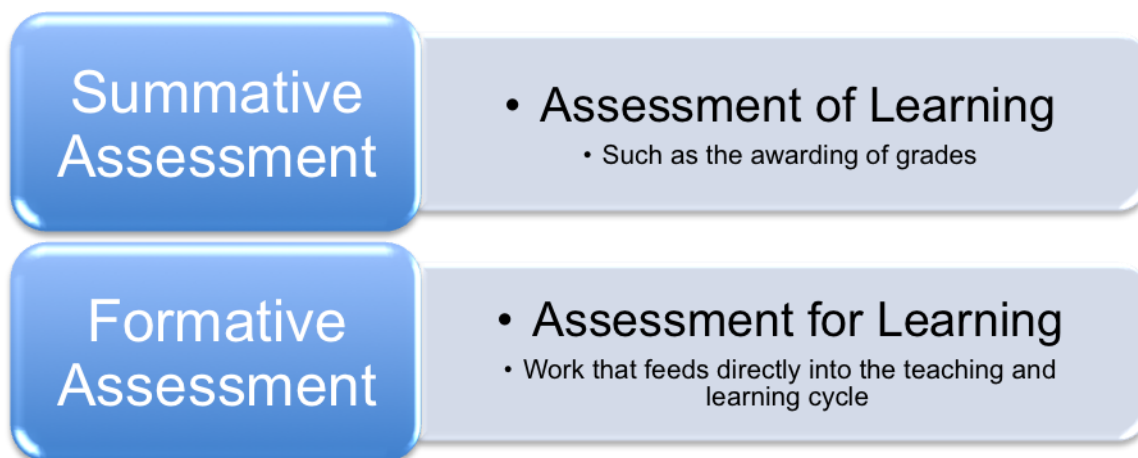 Summative
Assessment
• Assessment of Learning
• Such as the awarding of grades
Formative
Assessment
• Assessment for Learning
• Work that feeds directly into the teaching and
learning cycle